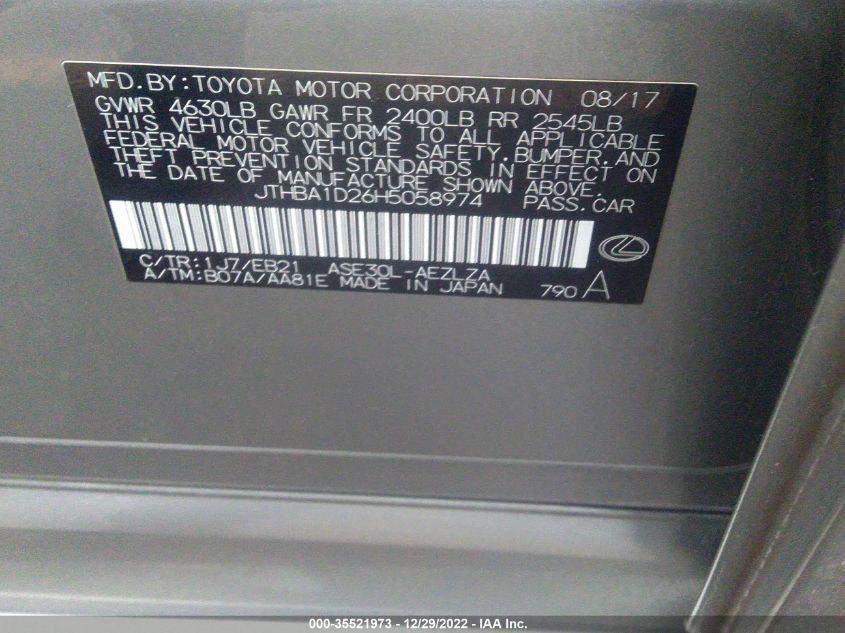 MFD.BY:TOYOTA MOTOR CORPORATION 08/17
GVWR 4630LB GAWR FR 2400LB RR 2545LB
THIS VEHICLE CONFORMS TO ALL APPLICABLE
FEDERAL MOTOR VEHICLE SAFETY,BUMPER,AND
THEFT PREVENTION STANDARDS IN EFFECT ON
THE DATE OF MANUFACTURE SHOWN ABOVE.
JTHBA1D26H5058974 PASS.CAR
C/TR:1J7/EB21 ASE30L-AEZLZA
A/TM:B07A/AA81E MADE IN JAPAN 790 A
000-35521973 - 12/29/2022 - IAA Inc.